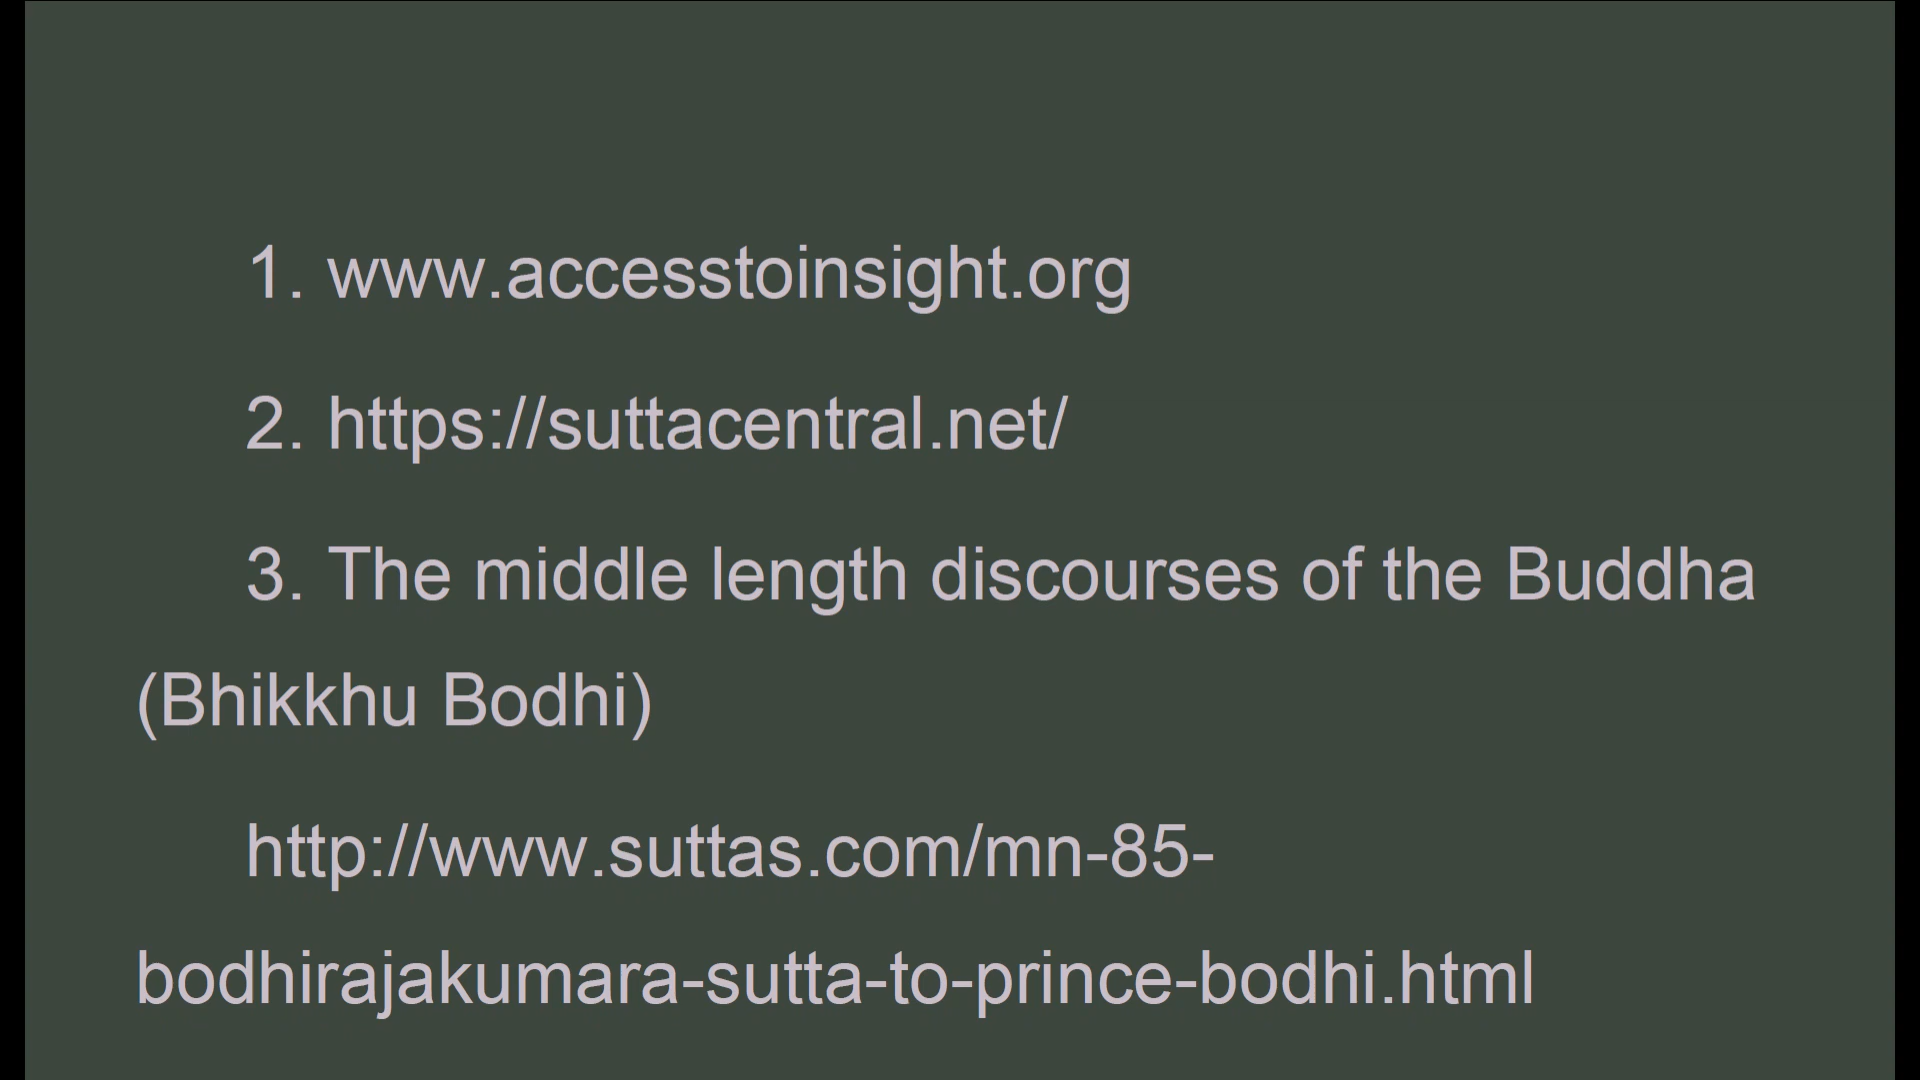 1. www.accesstoinsight.org
2. https://suttacentral.net/
3. The middle length discourses of the Buddha
(Bhikkhu Bodhi)
http://www.suttas.com/mn-85-
bodhirajakumara-sutta-to-prince-bodhi.html